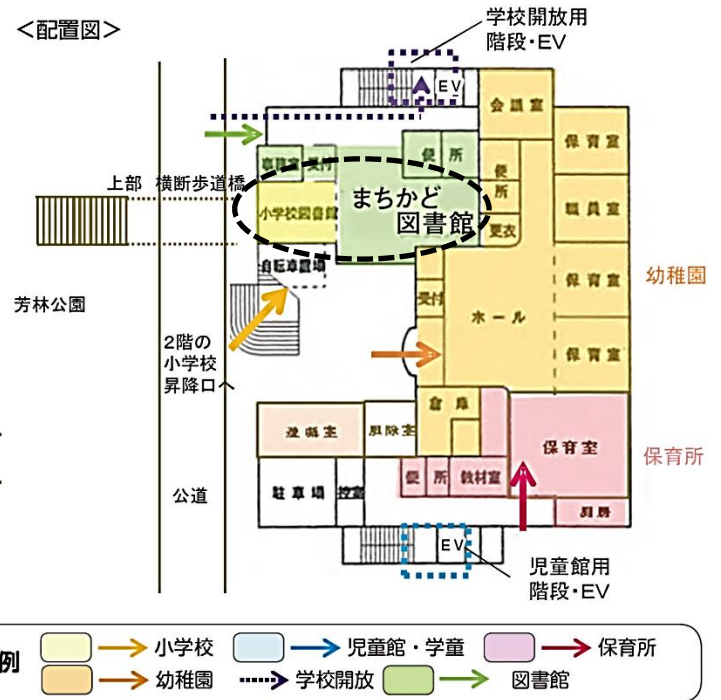 ＜配置図＞
学校開放用
階段・EV
EV
会議室
保育室
事務室
受付
便所
便所
上部 横断歩道橋
小学校図書館
まちかど
図書館
更衣
職員室
自転車置場
芳林公園
受付
ホール
保育室
幼稚園
2階の
小学校
昇降口へ
保育室
倉庫
保育室
保育所
駐車場
控室
便所
教材室
公道
厨房
EV
児童館用
階段・EV
例
小学校
児童館・学童
保育所
幼稚園
学校開放
図書館